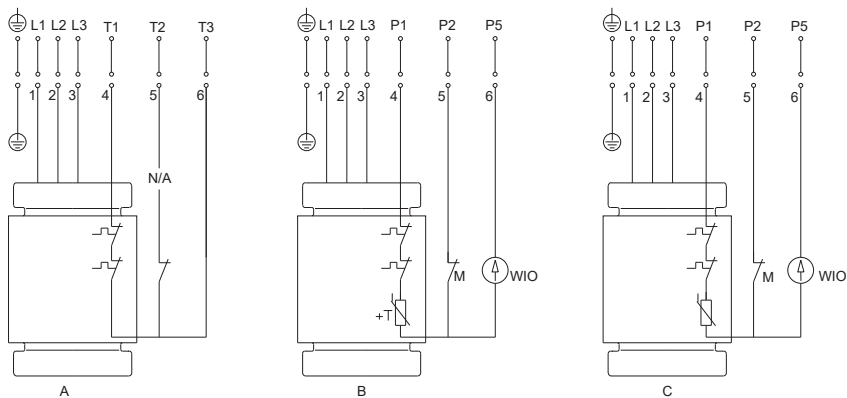 L1 L2 L3 T1 T2 T3
1 2 3 4 5 6
N/A
A
L1 L2 L3 P1 P2 P5
1 2 3 4 5 6
M
WIO
+T
B
L1 L2 L3 P1 P2 P5
1 2 3 4 5 6
M
WIO
C